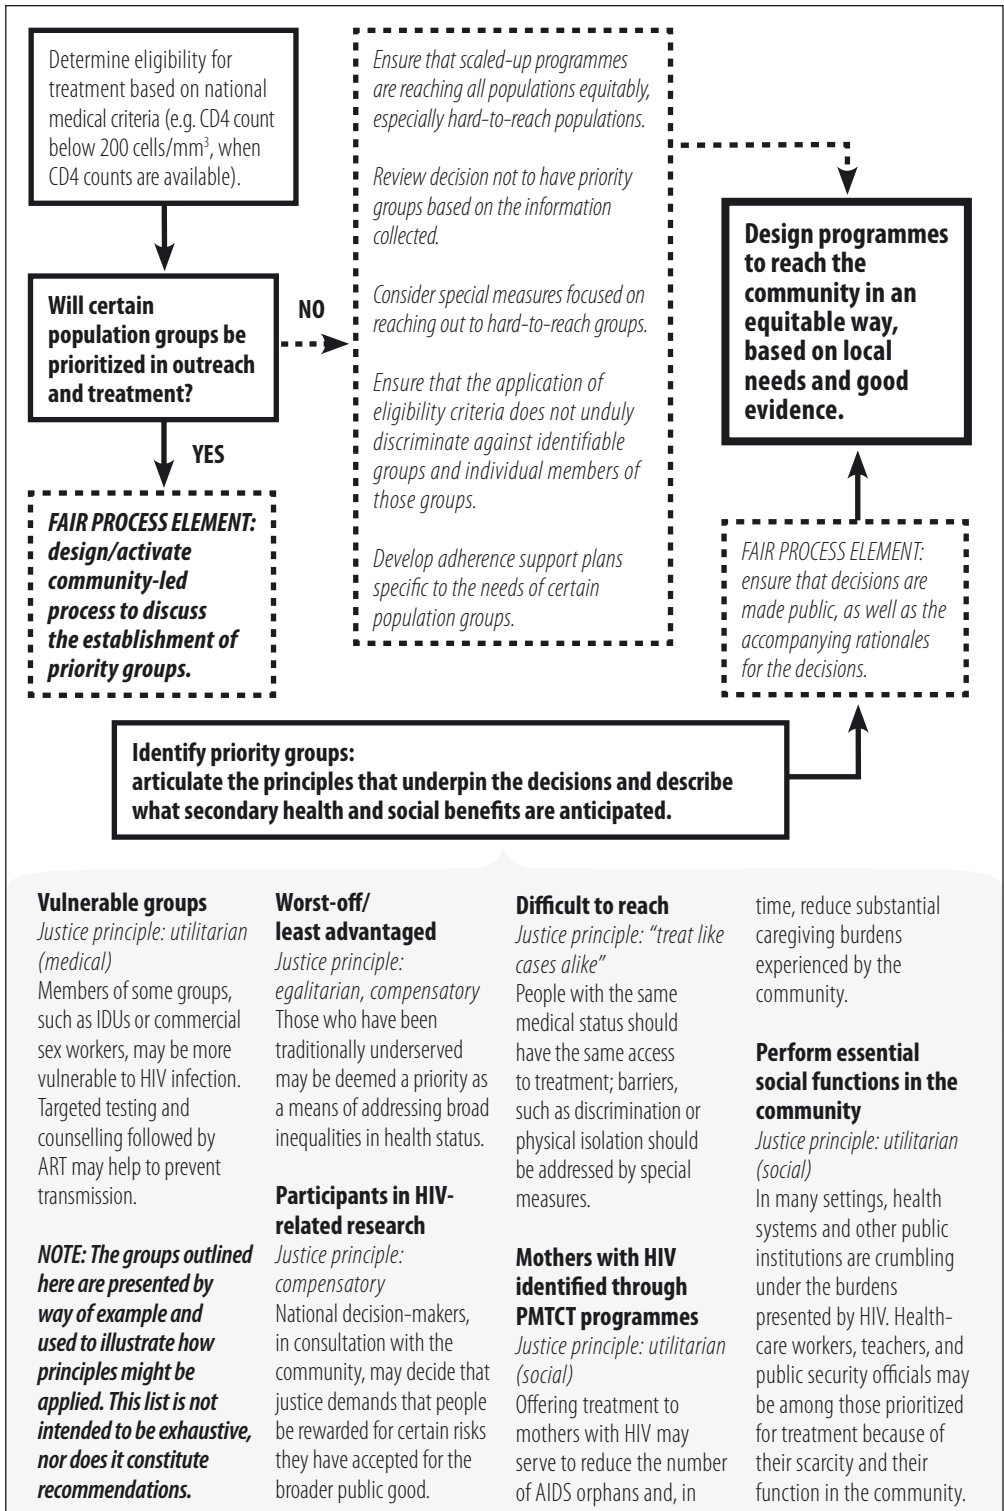 Determine eligibility for
treatment based on national
medical criteria (e.g. CD4 count
below 200 cells/mm³, when
CD4 counts are available).
Will certain
population groups be
prioritized in outreach
and treatment?
NO
YES
FAIR PROCESS ELEMENT:
design/activate
community-led
process to discuss
the establishment of
priority groups.
Ensure that scaled-up programmes
are reaching all populations equitably,
especially hard-to-reach populations.
Review decision not to have priority
groups based on the information
collected.
Consider special measures focused on
reaching out to hard-to-reach groups.
Ensure that the application of
eligibility criteria does not unduly
discriminate against identifiable
groups and individual members of
those groups.
Develop adherence support plans
specific to the needs of certain
population groups.
Design programmes
to reach the
community in an
equitable way,
based on local
needs and good
evidence.
FAIR PROCESS ELEMENT:
ensure that decisions are
made public, as well as the
accompanying rationales
for the decisions.
Identify priority groups:
articulate the principles that underpin the decisions and describe
what secondary health and social benefits are anticipated.
Vulnerable groups
Justice principle: utilitarian
(medical)
Members of some groups,
such as IDUs or commercial
sex workers, may be more
vulnerable to HIV infection.
Targeted testing and
counselling followed by
ART may help to prevent
transmission.
NOTE: The groups outlined
here are presented by
way of example and
used to illustrate how
principles might be
applied. This list is not
intended to be exhaustive,
nor does it constitute
recommendations.
Worst-off/
least advantaged
Justice principle:
egalitarian, compensatory
Those who have been
traditionally underserved
may be deemed a priority as
a means of addressing broad
inequalities in health status.
Participants in HIV-
related research
Justice principle:
compensatory
National decision-makers,
in consultation with the
community, may decide that
justice demands that people
be rewarded for certain risks
they have accepted for the
broader public good.
Difficult to reach
Justice principle: “treat like
cases alike”
People with the same
medical status should
have the same access
to treatment; barriers,
such as discrimination or
physical isolation should
be addressed by special
measures.
Mothers with HIV
identified through
PMTCT programmes
Justice principle: utilitarian
(social)
Offering treatment to
mothers with HIV may
serve to reduce the number
of AIDS orphans and, in
time, reduce substantial
caregiving burdens
experienced by the
community.
Perform essential
social functions in the
community
Justice principle: utilitarian
(social)
In many settings, health
systems and other public
institutions are crumbling
under the burdens
presented by HIV. Health-
care workers, teachers, and
public security officials may
be among those prioritized
for treatment because of
their scarcity and their
function in the community.